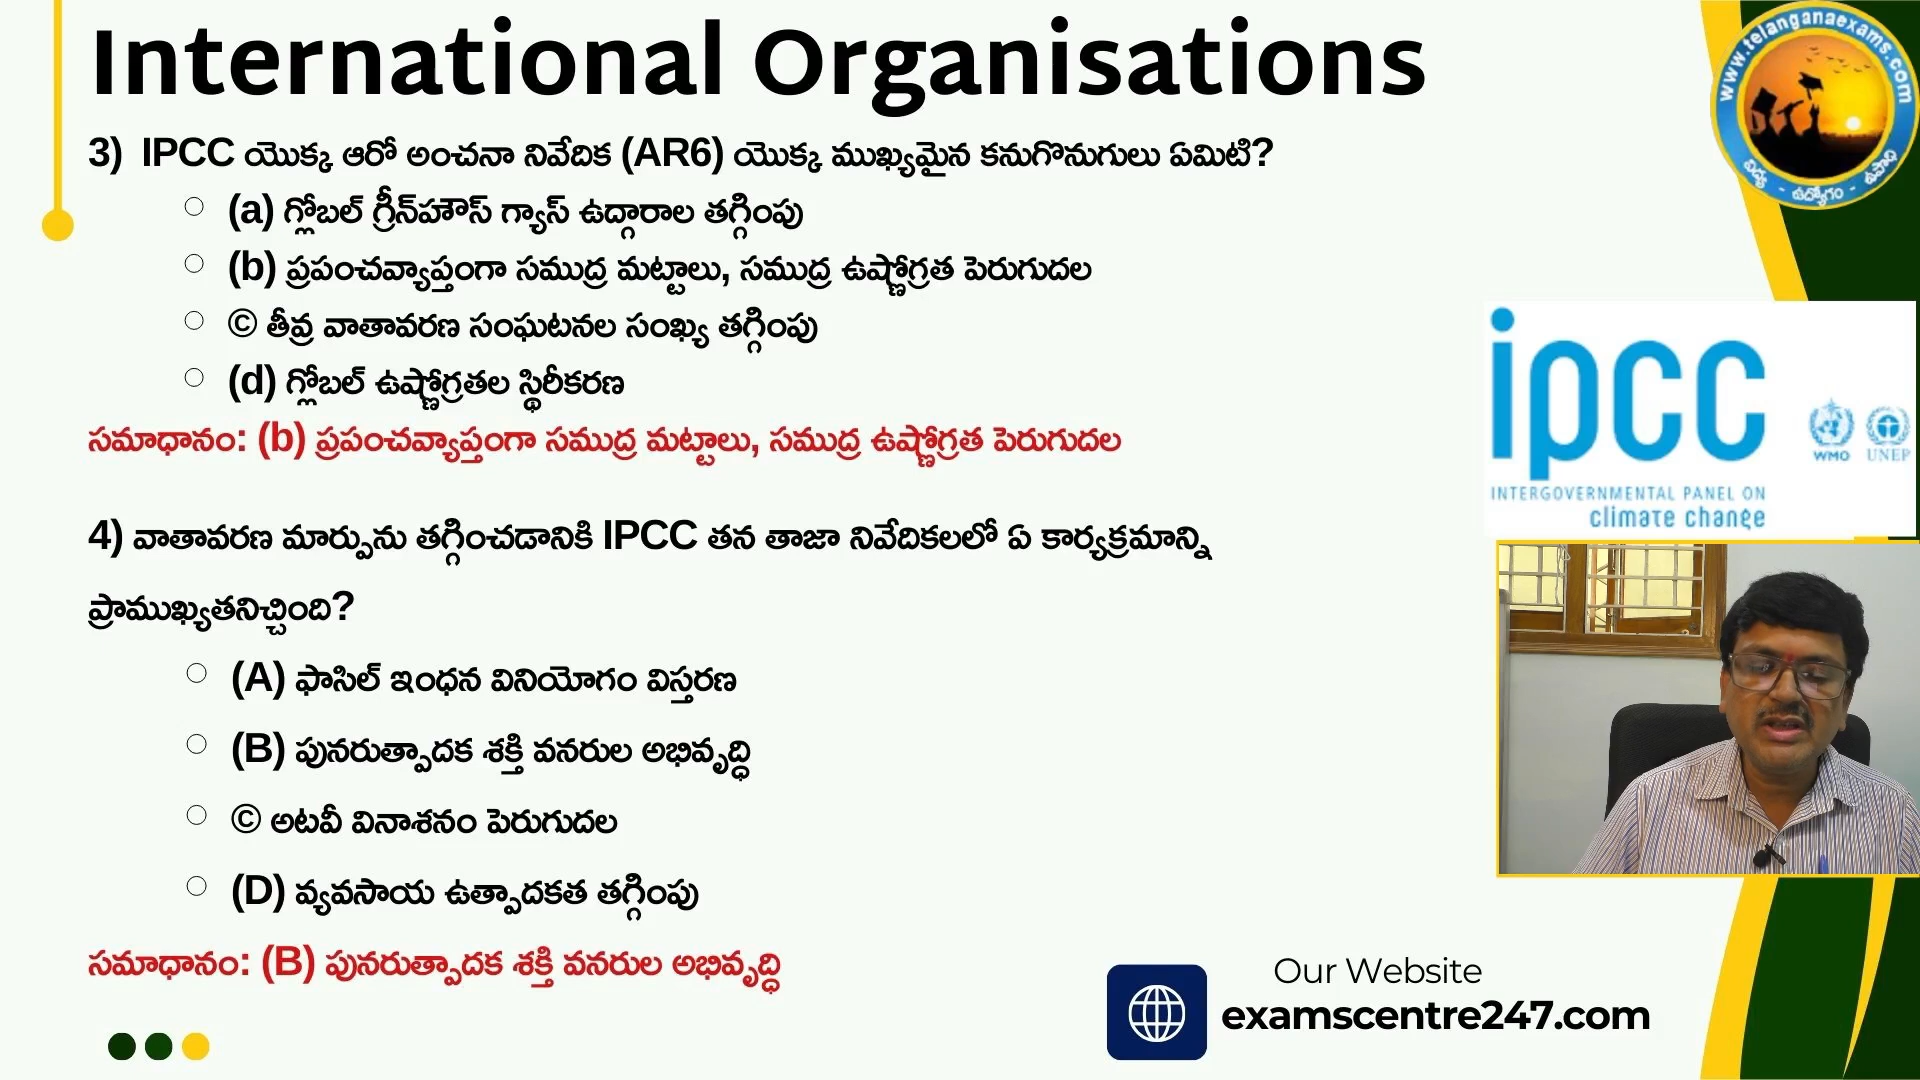 International Organisations
www.telanganaexams.com
విద్య - ఉద్యోగం - ఉపాధి
3) IPCC యొక్క ఆరో అంచనా నివేదిక (AR6) యొక్క ముఖ్యమైన కనుగొనుగులు ఏమిటి?
(a) గ్లోబల్ గ్రీన్‌హౌస్ గ్యాస్ ఉద్గారాల తగ్గింపు
(b) ప్రపంచవ్యాప్తంగా సముద్ర మట్టాలు, సముద్ర ఉష్ణోగ్రత పెరుగుదల
© తీవ్ర వాతావరణ సంఘటనల సంఖ్య తగ్గింపు
(d) గ్లోబల్ ఉష్ణోగ్రతల స్థిరీకరణ
సమాధానం: (b) ప్రపంచవ్యాప్తంగా సముద్ర మట్టాలు, సముద్ర ఉష్ణోగ్రత పెరుగుదల
ipcc
WMO UNEP
INTERGOVERNMENTAL PANEL ON
climate change
4) వాతావరణ మార్పును తగ్గించడానికి IPCC తన తాజా నివేదికలలో ఏ కార్యక్రమాన్ని
ప్రాముఖ్యతనిచ్చింది?
(A) ఫాసిల్ ఇంధన వినియోగం విస్తరణ
(B) పునరుత్పాదక శక్తి వనరుల అభివృద్ధి
© అటవీ వినాశనం పెరుగుదల
(D) వ్యవసాయ ఉత్పాదకత తగ్గింపు
సమాధానం: (B) పునరుత్పాదక శక్తి వనరుల అభివృద్ధి
Our Website
examscentre247.com